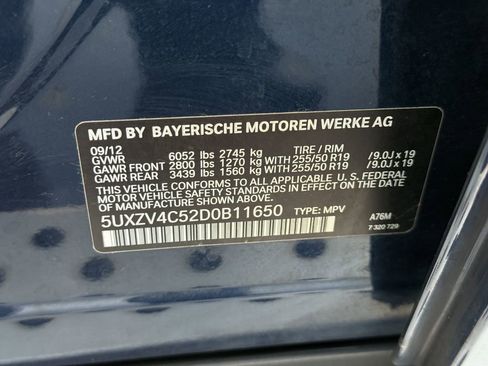 MFD BY BAYERISCHE MOTOREN WERKE AG
09/12
GVWR 6052 lbs 2745 kg TIRE / RIM
GAWR FRONT 2800 lbs 1270 kg WITH 255/50 R19 /9.0J x 19
GAWR REAR 3439 lbs 1560 kg WITH 255/50 R19 /9.0J x 19
THIS VEHICLE CONFORMS TO ALL APPLICABLE U.S. FEDERAL
MOTOR VEHICLE SAFETY STANDARDS IN EFFECT ON THE DATE OF
MANUFACTURE SHOWN ABOVE.
5UXZV4C52D0B11650 TYPE: MPV A76M
7 320 729